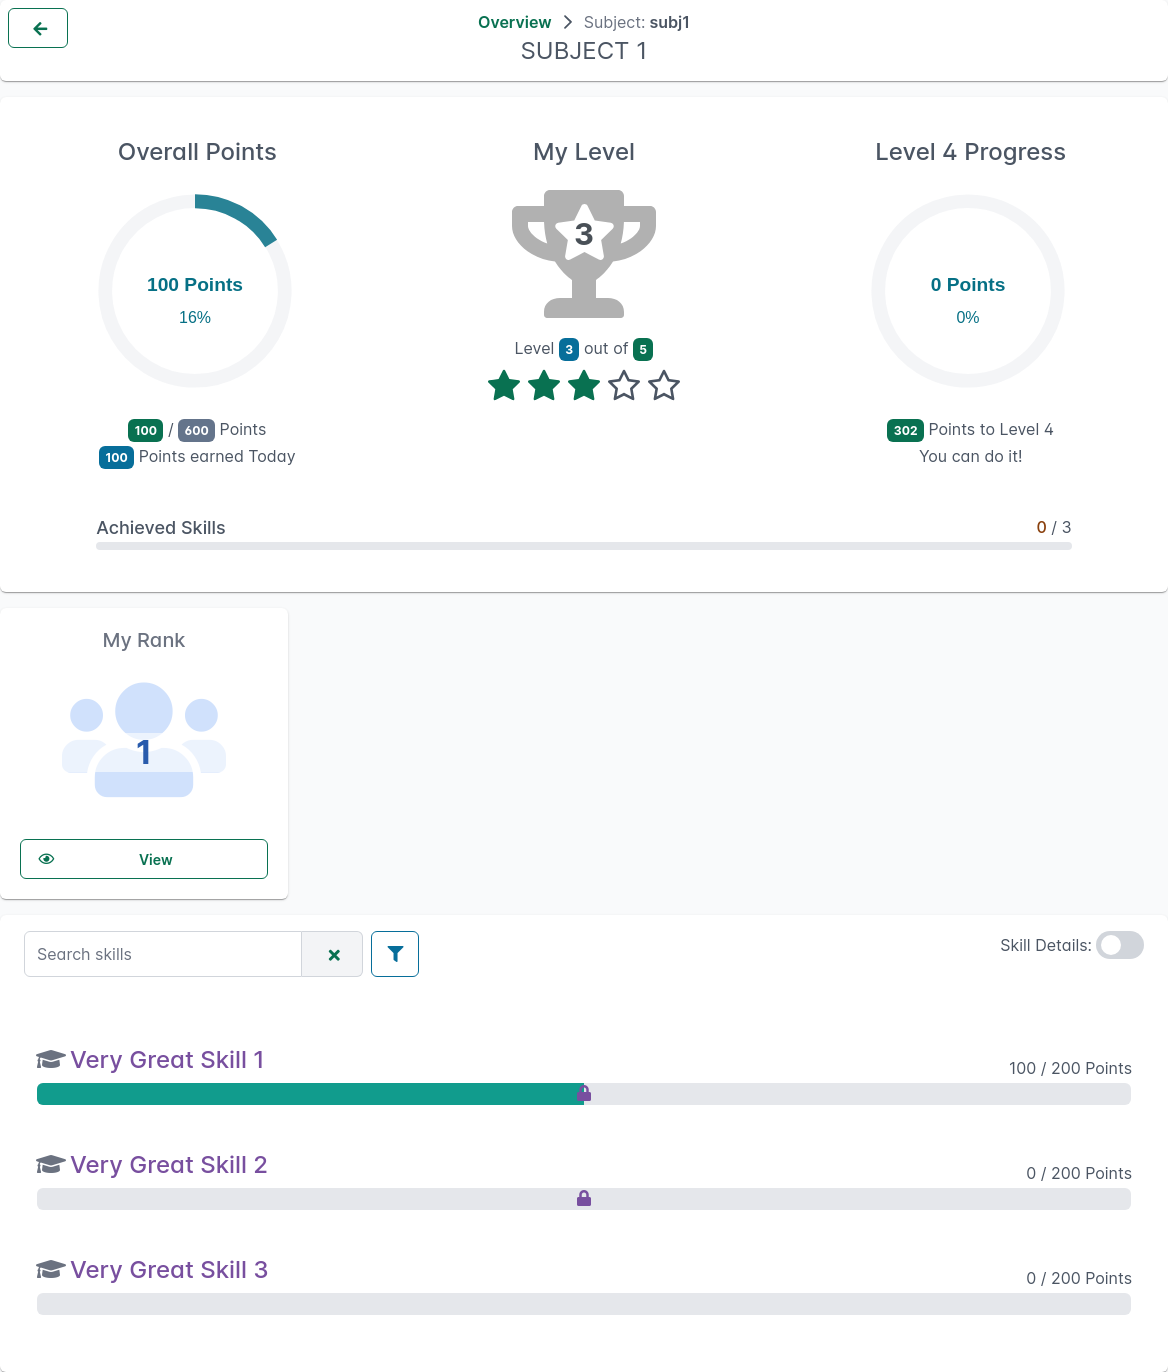 Overview > Subject: subj1
SUBJECT 1
Overall Points
100 Points
16%
100 / 600 Points
100 Points earned Today
My Level
3
Level 3 out of 5
Level 4 Progress
0 Points
0%
302 Points to Level 4
You can do it!
Achieved Skills
0 / 3
My Rank
1
View
Search skills
Skill Details:
Very Great Skill 1
100 / 200 Points
Very Great Skill 2
0 / 200 Points
Very Great Skill 3
0 / 200 Points